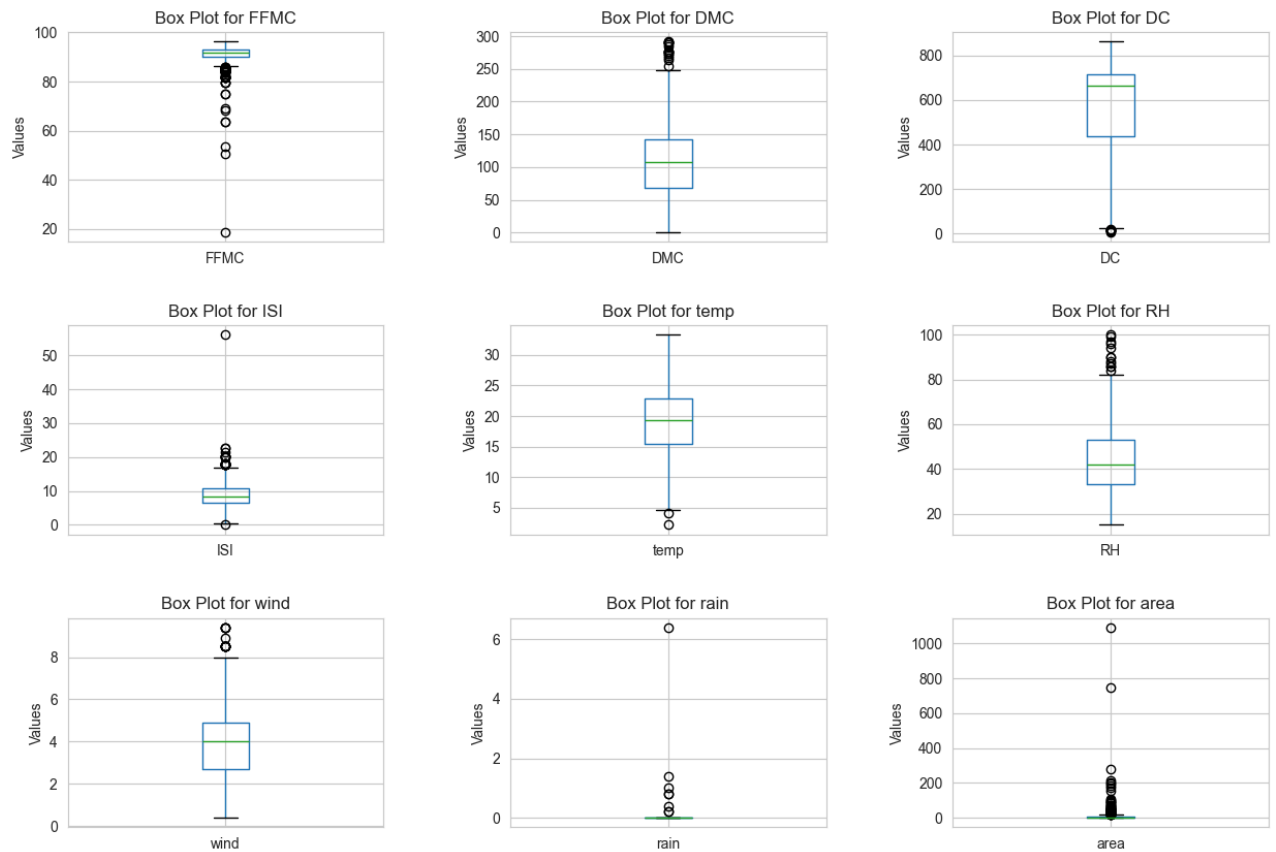 Box Plot for FFMC
Box Plot for DMC
Box Plot for DC
Values
100
80
60
40
20
FFMC
Values
300
250
200
150
100
50
0
DMC
Values
800
600
400
200
0
DC
Box Plot for ISI
Box Plot for temp
Box Plot for RH
Values
50
40
30
20
10
0
ISI
Values
30
25
20
15
10
5
temp
Values
100
80
60
40
20
RH
Box Plot for wind
Box Plot for rain
Box Plot for area
Values
8
6
4
2
0
wind
Values
6
4
2
0
rain
Values
1000
800
600
400
200
0
area